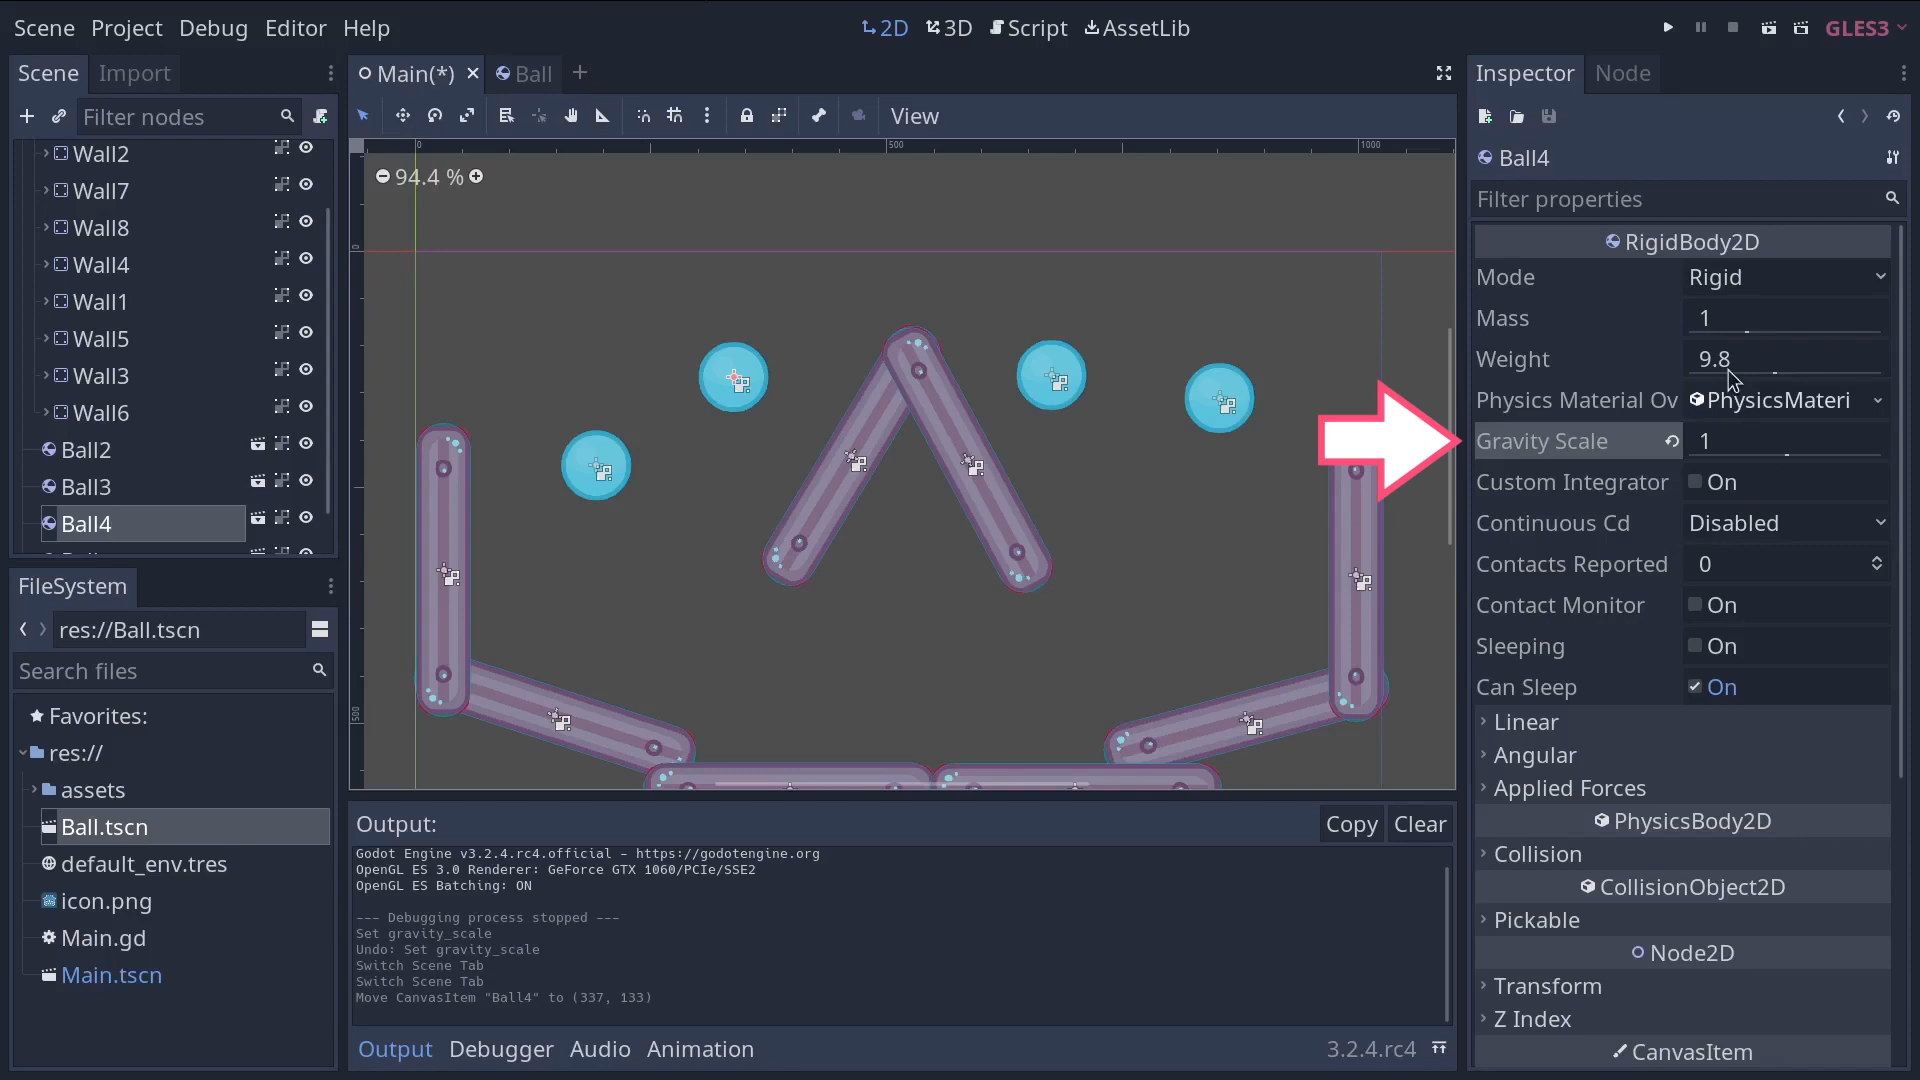 Scene Project Debug Editor Help
2D 3D Script AssetLib
GLES3
Scene Import
Filter nodes
Wall2
Wall7
Wall8
Wall4
Wall1
Wall5
Wall3
Wall6
Ball2
Ball3
Ball4
FileSystem
res://Ball.tscn
Search files
Favorites:
res://
assets
Ball.tscn
default_env.tres
icon.png
Main.gd
Main.tscn
Main(*) Ball
View
0 500 1000
94.4 %
0
500
Output:
Copy Clear
Godot Engine v3.2.4.rc4.official - https://godotengine.org
OpenGL ES 3.0 Renderer: GeForce GTX 1060/PCIe/SSE2
OpenGL ES Batching: ON
--- Debugging process stopped ---
Set gravity_scale
Undo: Set gravity_scale
Switch Scene Tab
Switch Scene Tab
Move CanvasItem "Ball4" to (337, 133)
Output Debugger Audio Animation
3.2.4.rc4
Inspector Node
Ball4
Filter properties
RigidBody2D
Mode Rigid
Mass 1
Weight 9.8
Physics Material Ov PhysicsMateri
Gravity Scale 1
Custom Integrator On
Continuous Cd Disabled
Contacts Reported 0
Contact Monitor On
Sleeping On
Can Sleep On
Linear
Angular
Applied Forces
PhysicsBody2D
Collision
CollisionObject2D
Pickable
Node2D
Transform
Z Index
CanvasItem